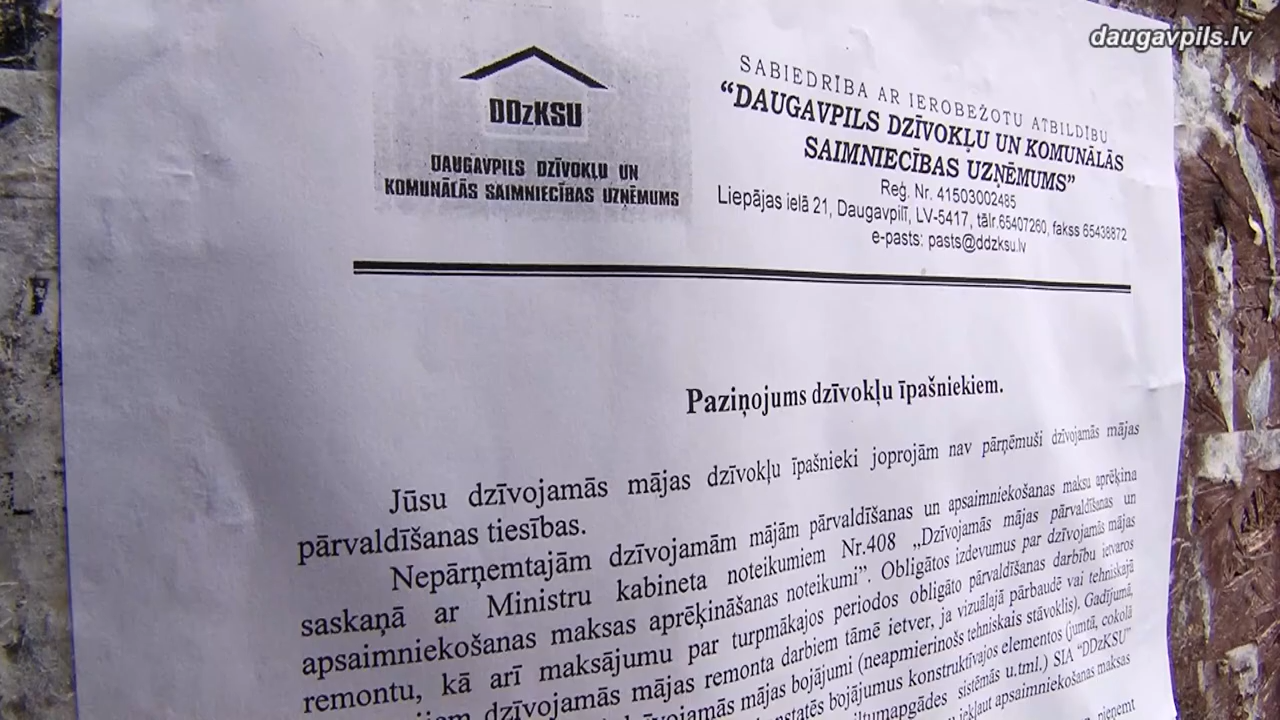 daugavpils.lv
DDzKSU
DAUGAVPILS DZĪVOKĻU UN
KOMUNĀLĀS SAIMNIECĪBAS UZŅĒMUMS
SABIEDRĪBA AR IEROBEŽOTU ATBILDĪBU
“DAUGAVPILS DZĪVOKĻU UN KOMUNĀLĀS
SAIMNIECĪBAS UZŅĒMUMS”
Reģ. Nr. 41503002485
Liepājas ielā 21, Daugavpilī, LV-5417, tālr.65407260, fakss 65438872
e-pasts: pasts@ddzksu.lv
Paziņojums dzīvokļu īpašniekiem.
Jūsu dzīvojamās mājas dzīvokļu īpašnieki joprojām nav pārņēmuši dzīvojamās mājas
pārvaldīšanas tiesības.
Nepārņemtajām dzīvojamām mājām pārvaldīšanas un apsaimniekošanas maksu aprēķina
saskaņā ar Ministru kabineta noteikumiem Nr.408 „Dzīvojamās mājas pārvaldīšanas un
apsaimniekošanas maksas aprēķināšanas noteikumi”. Obligātos izdevumus par dzīvojamās mājas
remontu, kā arī maksājumu par turpmākajos periodos obligāto pārvaldīšanas darbību ietvaros
dzīvojamās mājas remonta darbiem tāmē ietver, ja vizuālajā pārbaudē vai tehniskajā
mājas bojājumi (neapmierinošs tehniskais stāvoklis). Gadījumā,
bojājumus konstruktīvajos elementos (jumtā, cokolā
sistēmās u.tml.) SIA “DDzKSU”
iekļaut apsaimniekošanas maksas
pieņemt